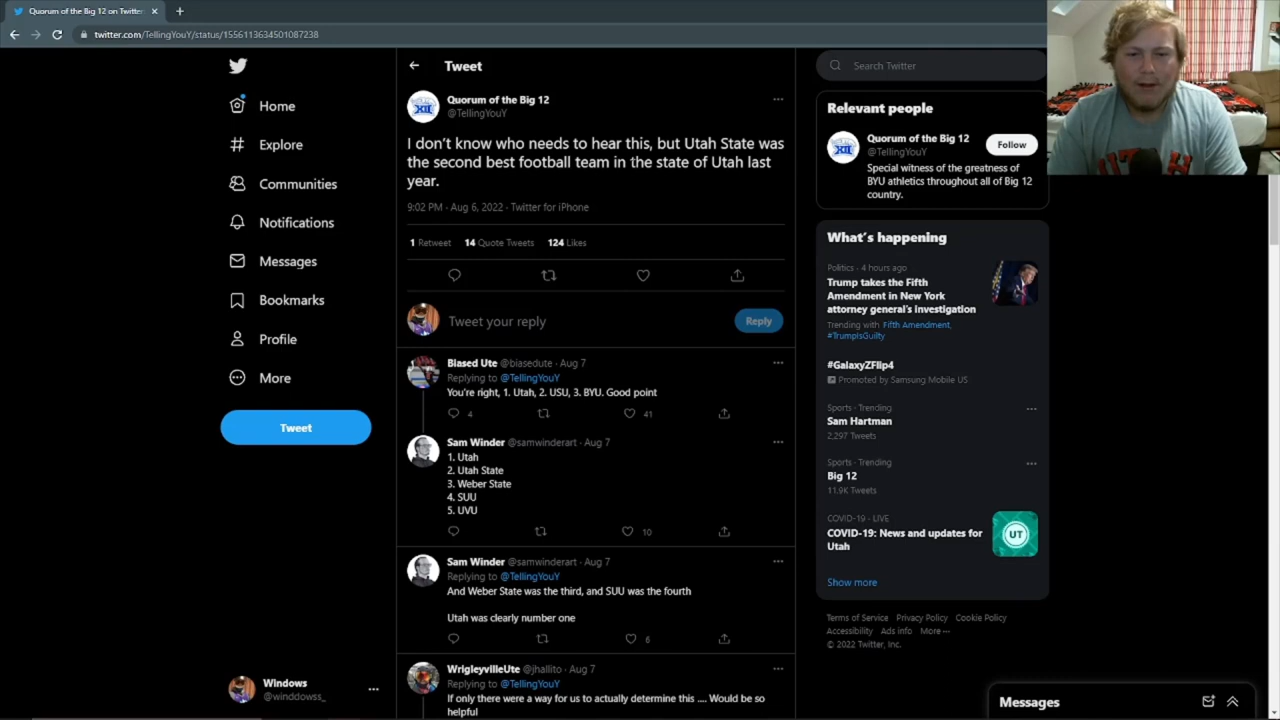 Quorum of the Big 12 on Twitter
twitter.com/TellingYouY/status/1556113634501087238
Home
Explore
Communities
Notifications
Messages
Bookmarks
Profile
More
Tweet
Windows
@winddowss_
Tweet
Quorum of the Big 12
@TellingYouY
I don't know who needs to hear this, but Utah State was
the second best football team in the state of Utah last
year.
9:02 PM · Aug 6, 2022 · Twitter for iPhone
1 Retweet 14 Quote Tweets 124 Likes
Tweet your reply
Reply
Biased Ute @biasedute · Aug 7
Replying to @TellingYouY
You're right, 1. Utah, 2. USU, 3. BYU. Good point
4 41
Sam Winder @samwinderart · Aug 7
1. Utah
2. Utah State
3. Weber State
4. SUU
5. UVU
10
Sam Winder @samwinderart · Aug 7
Replying to @TellingYouY
And Weber State was the third, and SUU was the fourth
Utah was clearly number one
6
WrigleyvilleUte @jhallito · Aug 7
Replying to @TellingYouY
If only there were a way for us to actually determine this .... Would be so
helpful
Search Twitter
Relevant people
Quorum of the Big 12
@TellingYouY
Follow
Special witness of the greatness of
BYU athletics throughout all of Big 12
country.
What's happening
Politics · 4 hours ago
Trump takes the Fifth
Amendment in New York
attorney general's investigation
Trending with Fifth Amendment,
#TrumpIsGuilty
#GalaxyZFlip4
Promoted by Samsung Mobile US
Sports · Trending
Sam Hartman
2,297 Tweets
Sports · Trending
Big 12
11.9K Tweets
COVID-19 · LIVE
COVID-19: News and updates for
Utah
UT
Show more
Terms of Service Privacy Policy Cookie Policy
Accessibility Ads info More ···
© 2022 Twitter, Inc.
Messages